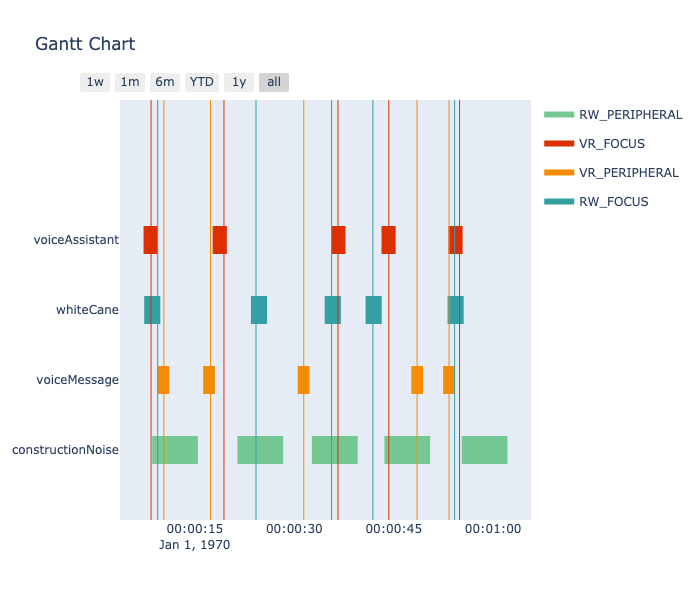 Gantt Chart
1w 1m 6m YTD 1y all
RW_PERIPHERAL
VR_FOCUS
VR_PERIPHERAL
RW_FOCUS
voiceAssistant
whiteCane
voiceMessage
constructionNoise
00:00:15 00:00:30 00:00:45 00:01:00
Jan 1, 1970